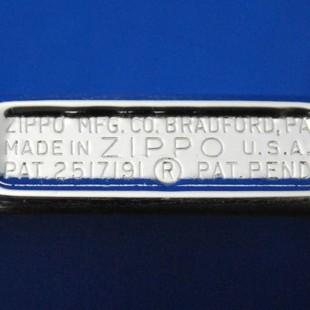 ZIPPO MFG. CO. BRADFORD, PA
MADE IN ZIPPO U.S.A.
PAT. 2517191 ® PAT. PEND